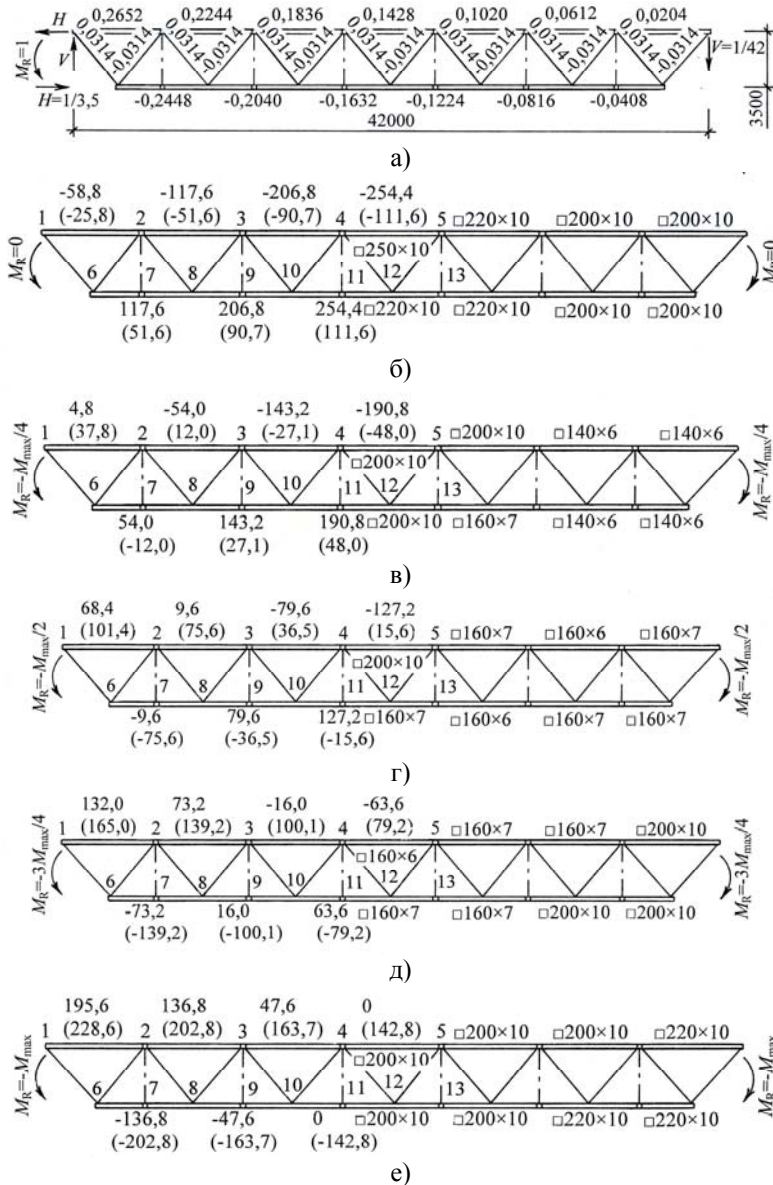 H 0,2652 0,2244 0,1836 0,1428 0,1020 0,0612 0,0204
0,0314 -0,0314 0,0314 -0,0314 0,0314 -0,0314 0,0314 -0,0314 0,0314 -0,0314 0,0314 -0,0314 0,0314 -0,0314
M_R=1 V V=1/42
H=1/3,5 -0,2448 -0,2040 -0,1632 -0,1224 -0,0816 -0,0408
42000 3500
а)
-58,8 -117,6 -206,8 -254,4
1 (-25,8) 2 (-51,6) 3 (-90,7) 4 (-111,6) 5 □220×10 □200×10 □200×10
M_R=0 □250×10 M_R=0
6 7 8 9 10 11 12 13
117,6 206,8 254,4 □220×10 □220×10 □200×10 □200×10
(51,6) (90,7) (111,6)
б)
4,8 -54,0 -143,2 -190,8
1 (37,8) 2 (12,0) 3 (-27,1) 4 (-48,0) 5 □200×10 □140×6 □140×6
M_R=-M_max/4 □200×10 M_R=-M_max/4
6 7 8 9 10 11 12 13
54,0 143,2 190,8 □200×10 □160×7 □140×6 □140×6
(-12,0) (27,1) (48,0)
в)
68,4 9,6 -79,6 -127,2
1 (101,4) 2 (75,6) 3 (36,5) 4 (15,6) 5 □160×7 □160×6 □160×7
M_R=-M_max/2 □200×10 M_R=-M_max/2
6 7 8 9 10 11 12 13
-9,6 79,6 127,2 □160×7 □160×6 □160×7 □160×7
(-75,6) (-36,5) (-15,6)
г)
132,0 73,2 -16,0 -63,6
1 (165,0) 2 (139,2) 3 (100,1) 4 (79,2) 5 □160×7 □160×7 □200×10
M_R=-3M_max/4 □160×6 M_R=-3M_max/4
6 7 8 9 10 11 12 13
-73,2 16,0 63,6 □160×7 □160×7 □200×10 □200×10
(-139,2) (-100,1) (-79,2)
д)
195,6 136,8 47,6 0
1 (228,6) 2 (202,8) 3 (163,7) 4 (142,8) 5 □200×10 □200×10 □220×10
M_R=-M_max □200×10 M_R=-M_max
6 7 8 9 10 11 12 13
-136,8 -47,6 0 □200×10 □200×10 □220×10 □220×10
(-202,8) (-163,7) (-142,8)
е)